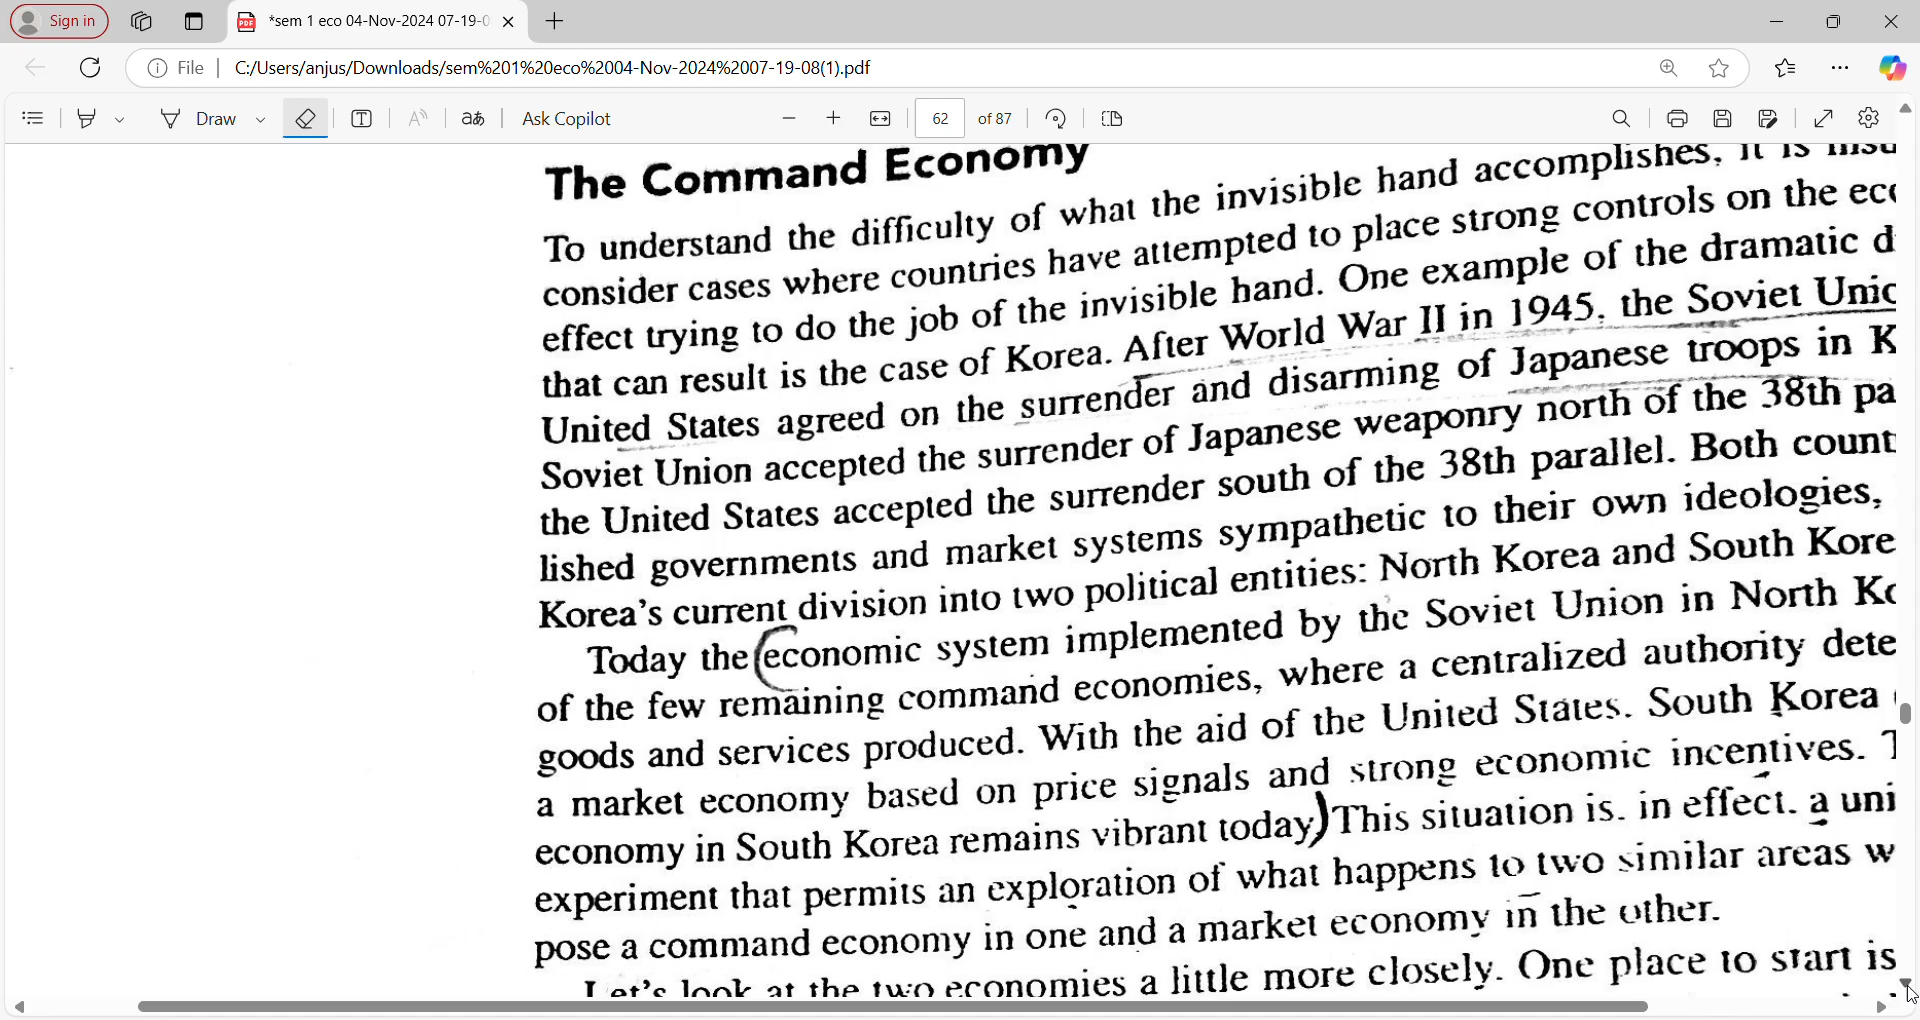 Sign in
*sem 1 eco 04-Nov-2024 07-19-0
File
C:/Users/anjus/Downloads/sem%201%20eco%2004-Nov-2024%2007-19-08(1).pdf
Draw
Ask Copilot
62 of 87
The Command Economy
To understand the difficulty of what the invisible hand accomplishes, it is
consider cases where countries have attempted to place strong controls on the
effect trying to do the job of the invisible hand. One example of the dramatic
that can result is the case of Korea. After World War II in 1945, the Soviet
United States agreed on the surrender and disarming of Japanese troops in K
Soviet Union accepted the surrender of Japanese weaponry north of the 38th pa
the United States accepted the surrender south of the 38th parallel. Both count
lished governments and market systems sympathetic to their own ideologies,
Korea's current division into two political entities: North Korea and South Kore
Today the (economic system implemented by the Soviet Union in North
of the few remaining command economies, where a centralized authority dete
goods and services produced. With the aid of the United States. South Korea
a market economy based on price signals and strong economic incentives. T
economy in South Korea remains vibrant today.) This situation is. in effect. a uni
experiment that permits an exploration of what happens to two similar areas w
pose a command economy in one and a market economy in the other.
Let's look at the two economies a little more closely. One place to start is